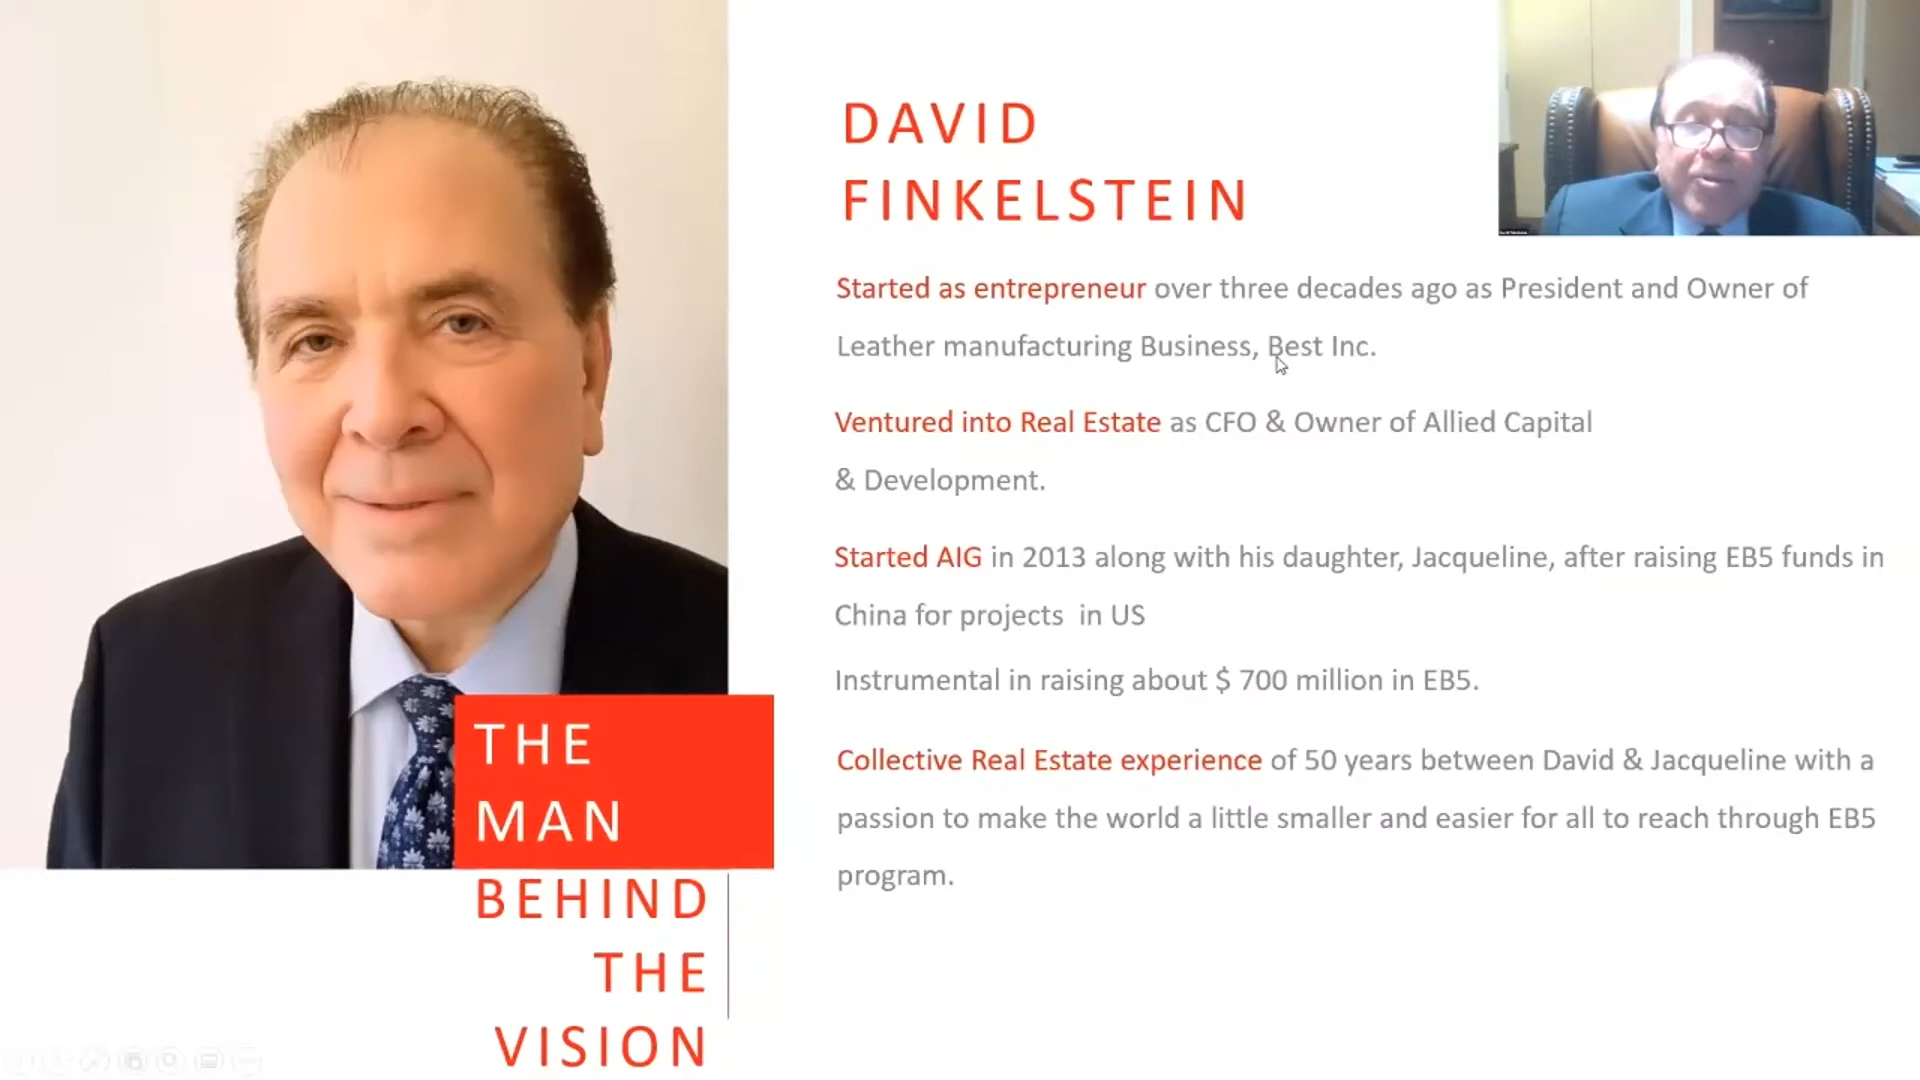 DAVID
FINKELSTEIN
Started as entrepreneur over three decades ago as President and Owner of
Leather manufacturing Business, Best Inc.
Ventured into Real Estate as CFO & Owner of Allied Capital
& Development.
Started AIG in 2013 along with his daughter, Jacqueline, after raising EB5 funds in
China for projects  in US
Instrumental in raising about $ 700 million in EB5.
Collective Real Estate experience of 50 years between David & Jacqueline with a
passion to make the world a little smaller and easier for all to reach through EB5
program.
THE
MAN
BEHIND
THE
VISION